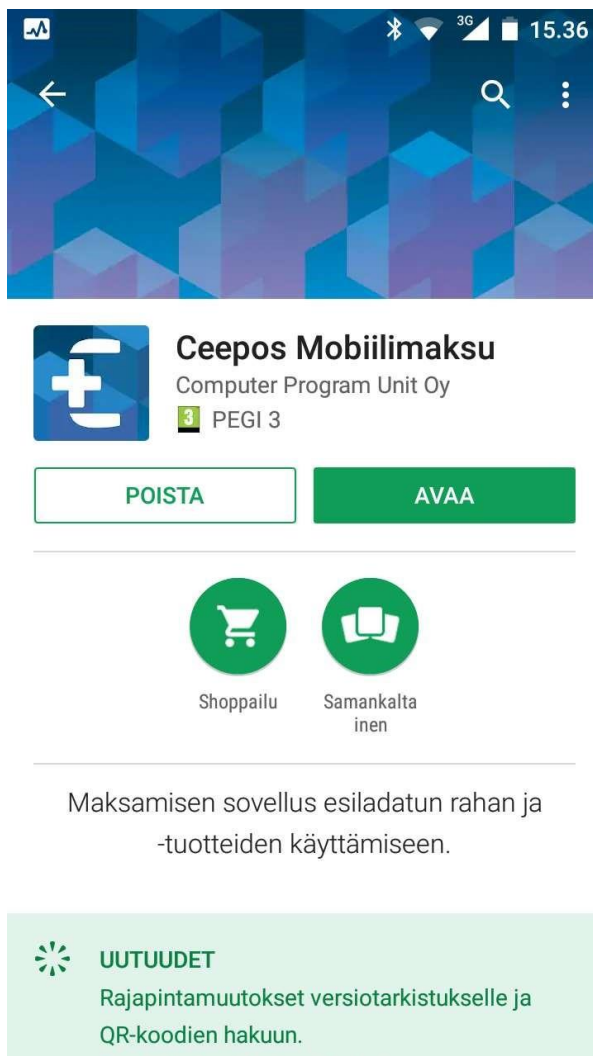 3G 15.36
Ceepos Mobiilimaksu
Computer Program Unit Oy
3 PEGI 3
POISTA AVAA
Shoppailu Samankalta
inen
Maksamisen sovellus esiladatun rahan ja
-tuotteiden käyttämiseen.
UUTUUDET
Rajapintamuutokset versiotarkistukselle ja
QR-koodien hakuun.